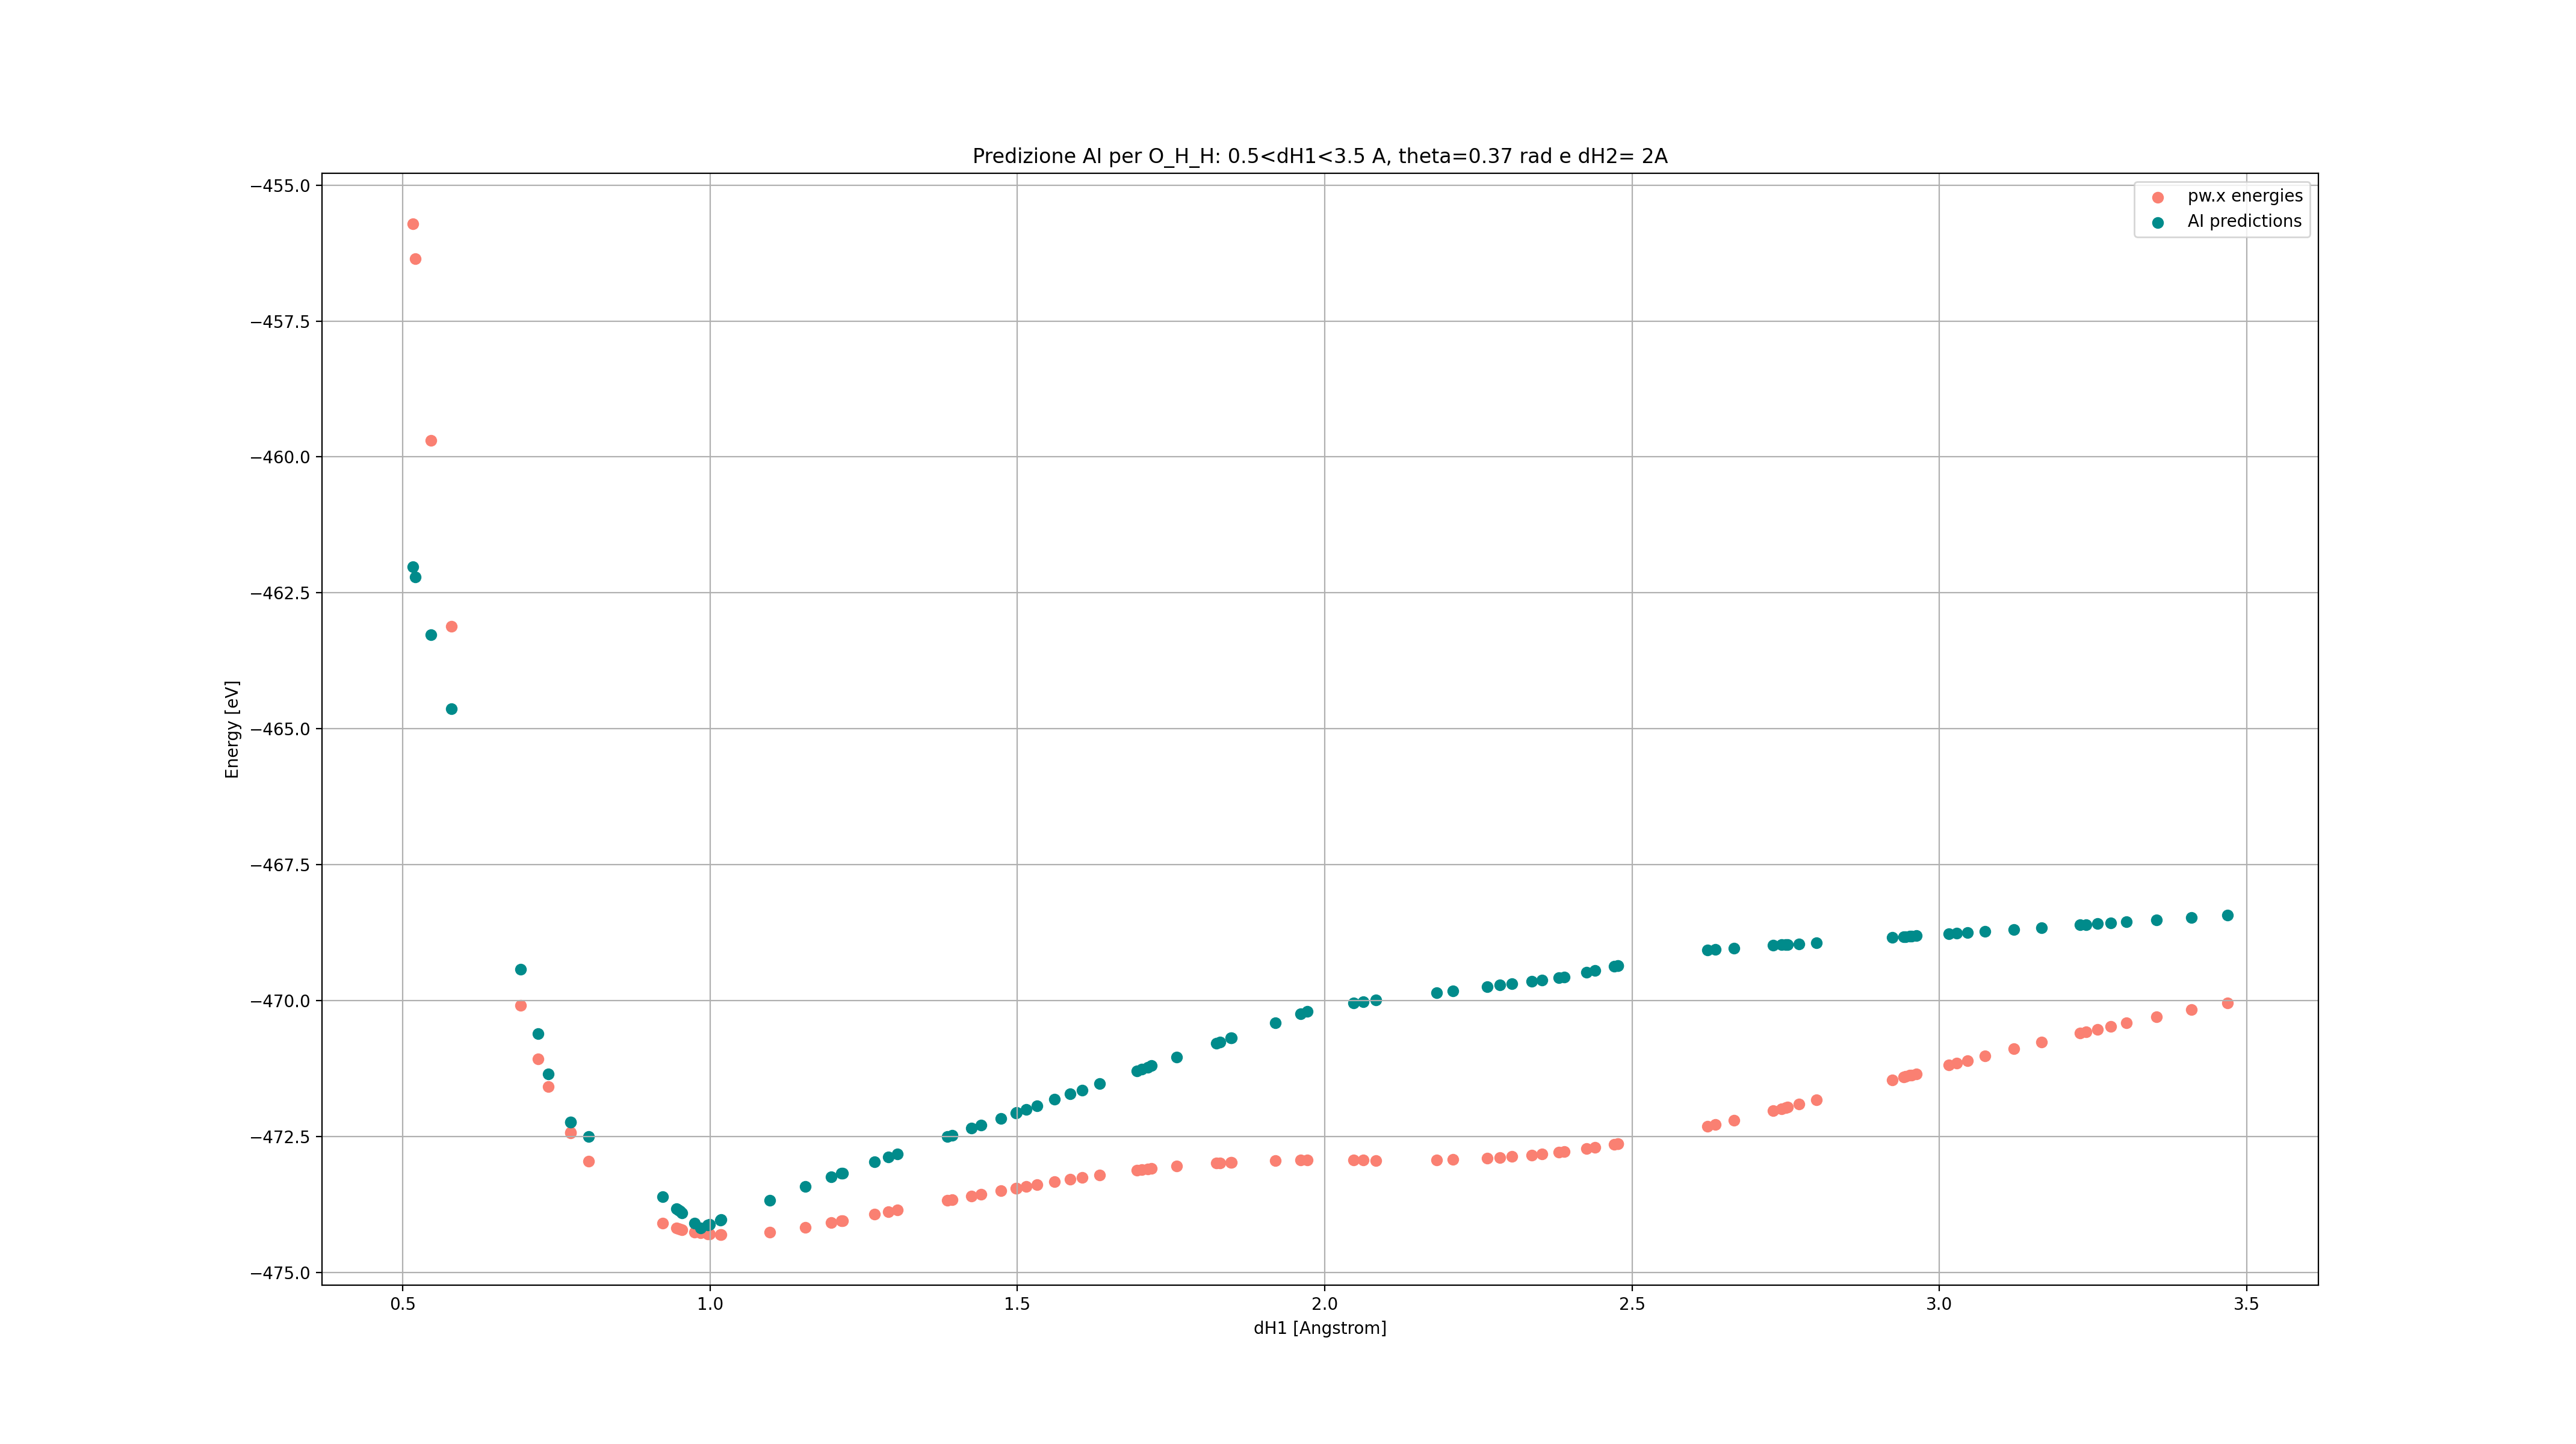 Predizione AI per O_H_H: 0.5<dH1<3.5 A, theta=0.37 rad e dH2= 2A
pw.x energies
AI predictions
−455.0
−457.5
−460.0
−462.5
−465.0
−467.5
−470.0
−472.5
−475.0
Energy [eV]
0.5 1.0 1.5 2.0 2.5 3.0 3.5
dH1 [Angstrom]